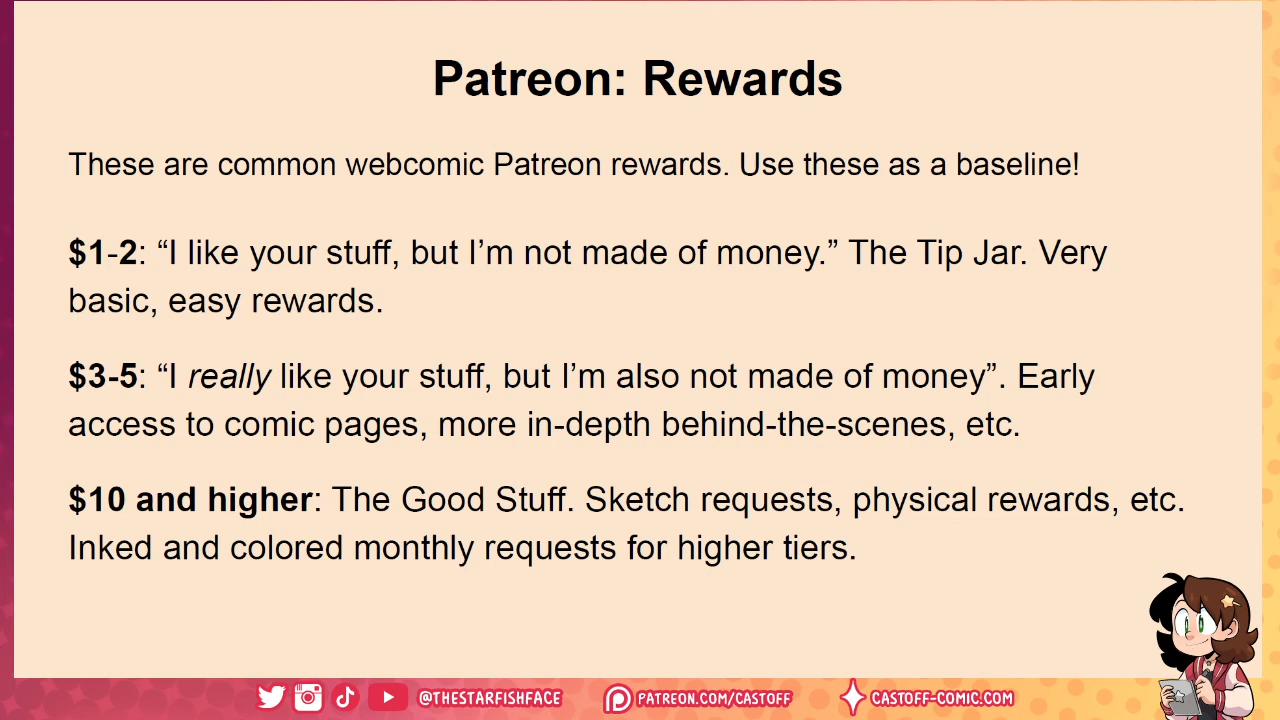 Patreon: Rewards
These are common webcomic Patreon rewards. Use these as a baseline!
$1-2: “I like your stuff, but I’m not made of money.” The Tip Jar. Very
basic, easy rewards.
$3-5: “I really like your stuff, but I’m also not made of money”. Early
access to comic pages, more in-depth behind-the-scenes, etc.
$10 and higher: The Good Stuff. Sketch requests, physical rewards, etc.
Inked and colored monthly requests for higher tiers.
@THESTARFISHFACE PATREON.COM/CASTOFF CASTOFF-COMIC.COM